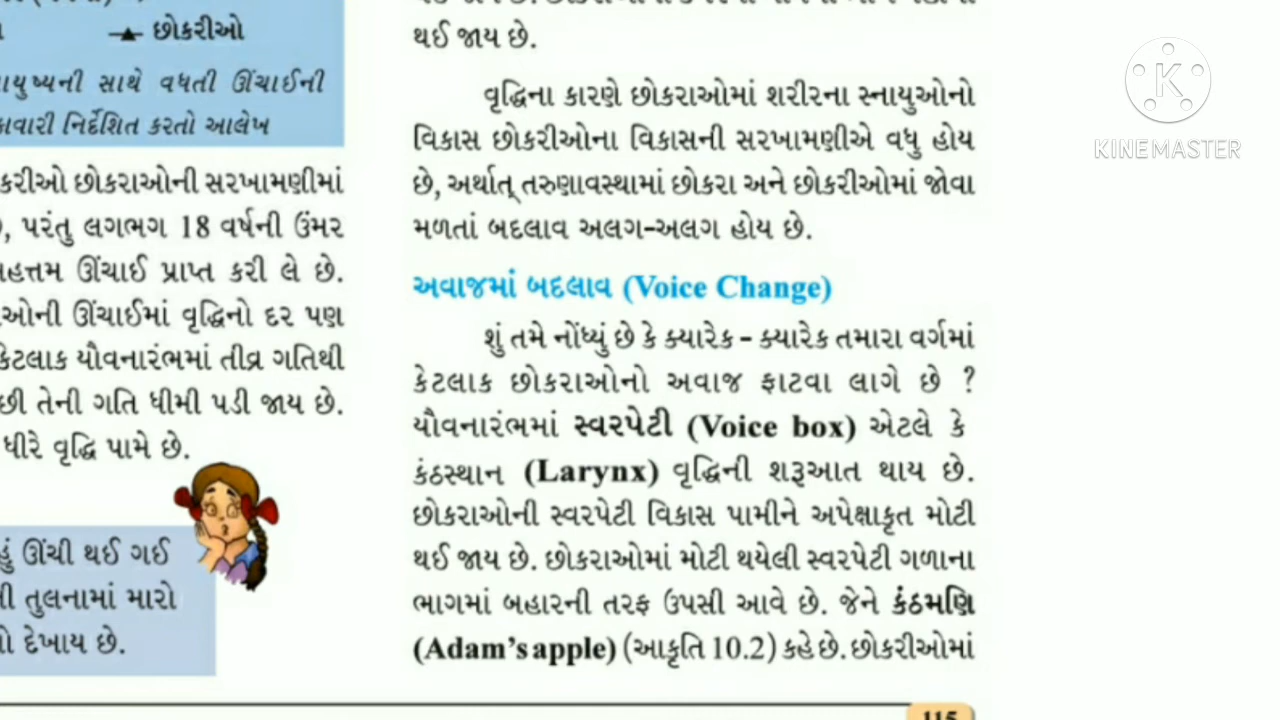 છોકરીઓ
આયુષ્યની સાથે વધતી ઊંચાઈની
નિર્દેશિત કરતો આલેખ
છોકરાઓની સરખામણીમાં
પરંતુ લગભગ 18 વર્ષની ઉંમર
મહત્તમ ઊંચાઈ પ્રાપ્ત કરી લે છે.
ઊંચાઈમાં વૃદ્ધિનો દર પણ
કેટલાક યૌવનારંભમાં તીવ્ર ગતિથી
તેની ગતિ ધીમી પડી જાય છે.
ધીરે વૃદ્ધિ પામે છે.
ઊંચી થઈ ગઈ
તુલનામાં મારો
દેખાય છે.
થઈ જાય છે.
વૃદ્ધિના કારણે છોકરાઓમાં શરીરના સ્નાયુઓનો
વિકાસ છોકરીઓના વિકાસની સરખામણીએ વધુ હોય
છે, અર્થાત્ તરુણાવસ્થામાં છોકરા અને છોકરીઓમાં જોવા
મળતાં બદલાવ અલગ-અલગ હોય છે.
અવાજમાં બદલાવ (Voice Change)
શું તમે નોંધ્યું છે કે ક્યારેક - ક્યારેક તમારા વર્ગમાં
કેટલાક છોકરાઓનો અવાજ ફાટવા લાગે છે ?
યૌવનારંભમાં સ્વરપેટી (Voice box) એટલે કે
કંઠસ્થાન (Larynx) વૃદ્ધિની શરૂઆત થાય છે.
છોકરાઓની સ્વરપેટી વિકાસ પામીને અપેક્ષાકૃત મોટી
થઈ જાય છે. છોકરાઓમાં મોટી થયેલી સ્વરપેટી ગળાના
ભાગમાં બહારની તરફ ઉપસી આવે છે. જેને કંઠમણિ
(Adam's apple) (આકૃતિ 10.2) કહે છે. છોકરીઓમાં
115
KINEMASTER